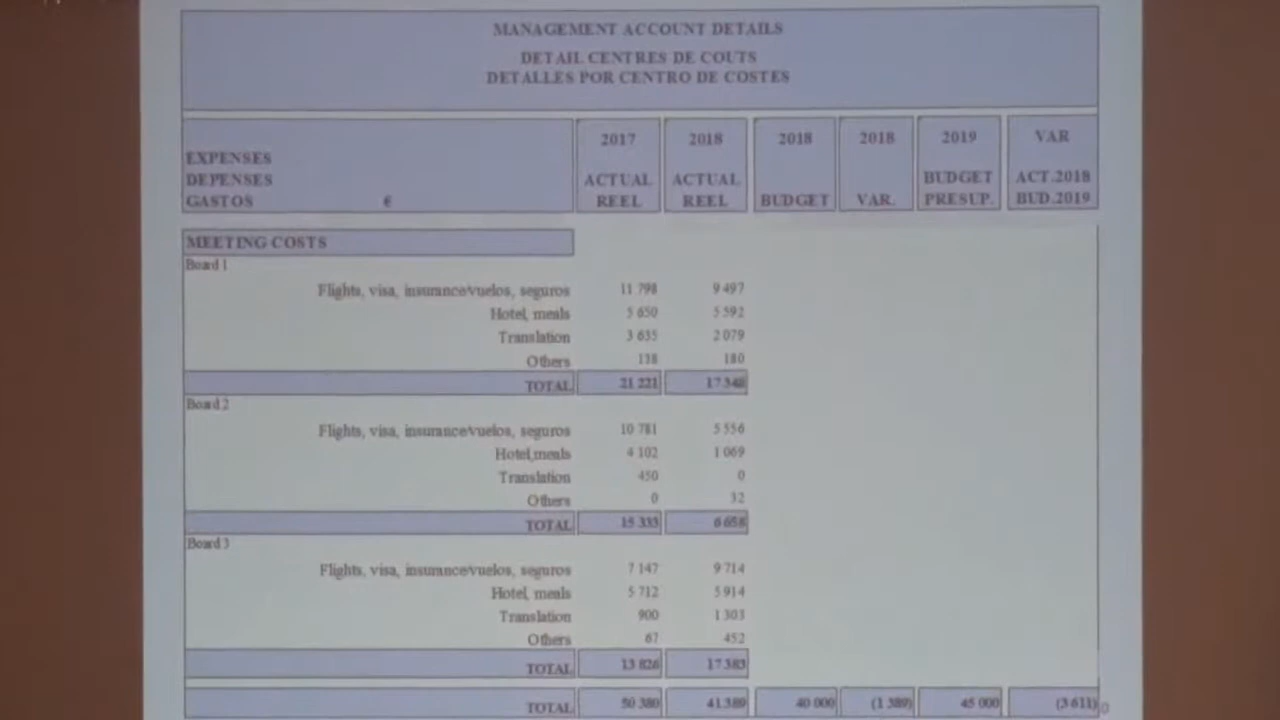 MANAGEMENT ACCOUNT DETAILS
DETAIL CENTRES DE COUTS
DETALLES POR CENTRO DE COSTES
2017 2018 2018 2018 2019 VAR
EXPENSES
DEPENSES ACTUAL ACTUAL BUDGET ACT.2018
GASTOS € REEL REEL BUDGET VAR. PRESUP. BUD.2019
MEETING COSTS
Board 1
Flights, visa, insurance/vuelos, seguros 11 798 9 497
Hotel, meals 5 650 5 592
Translation 3 635 2 079
Others 138 180
TOTAL 21 221 17 348
Board 2
Flights, visa, insurance/vuelos, seguros 10 781 5 556
Hotel,meals 4 102 1 069
Translation 450 0
Others 0 32
TOTAL 15 333 6 658
Board 3
Flights, visa, insurance/vuelos, seguros 7 147 9 714
Hotel, meals 5 712 5 914
Translation 900 1 303
Others 67 452
TOTAL 13 826 17 383
TOTAL 50 380 41 389 40 000 (1 389) 45 000 (3 611)